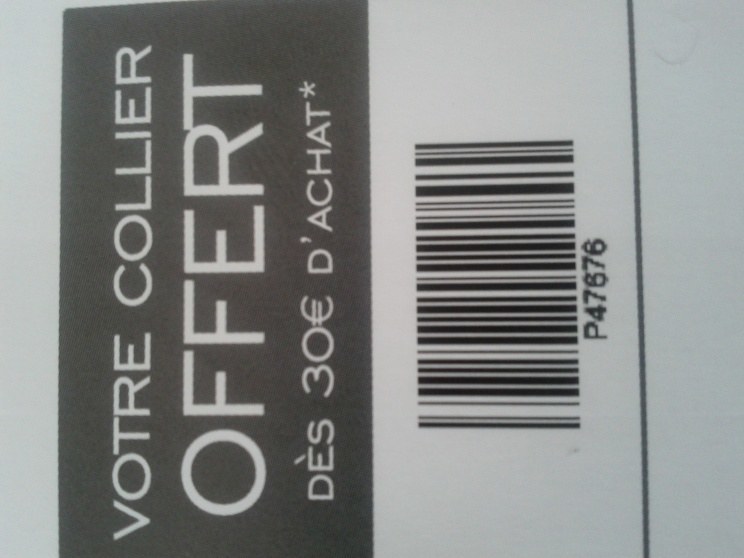 VOTRE COLLIER
OFFERT
DÈS 30€ D'ACHAT*
P47676